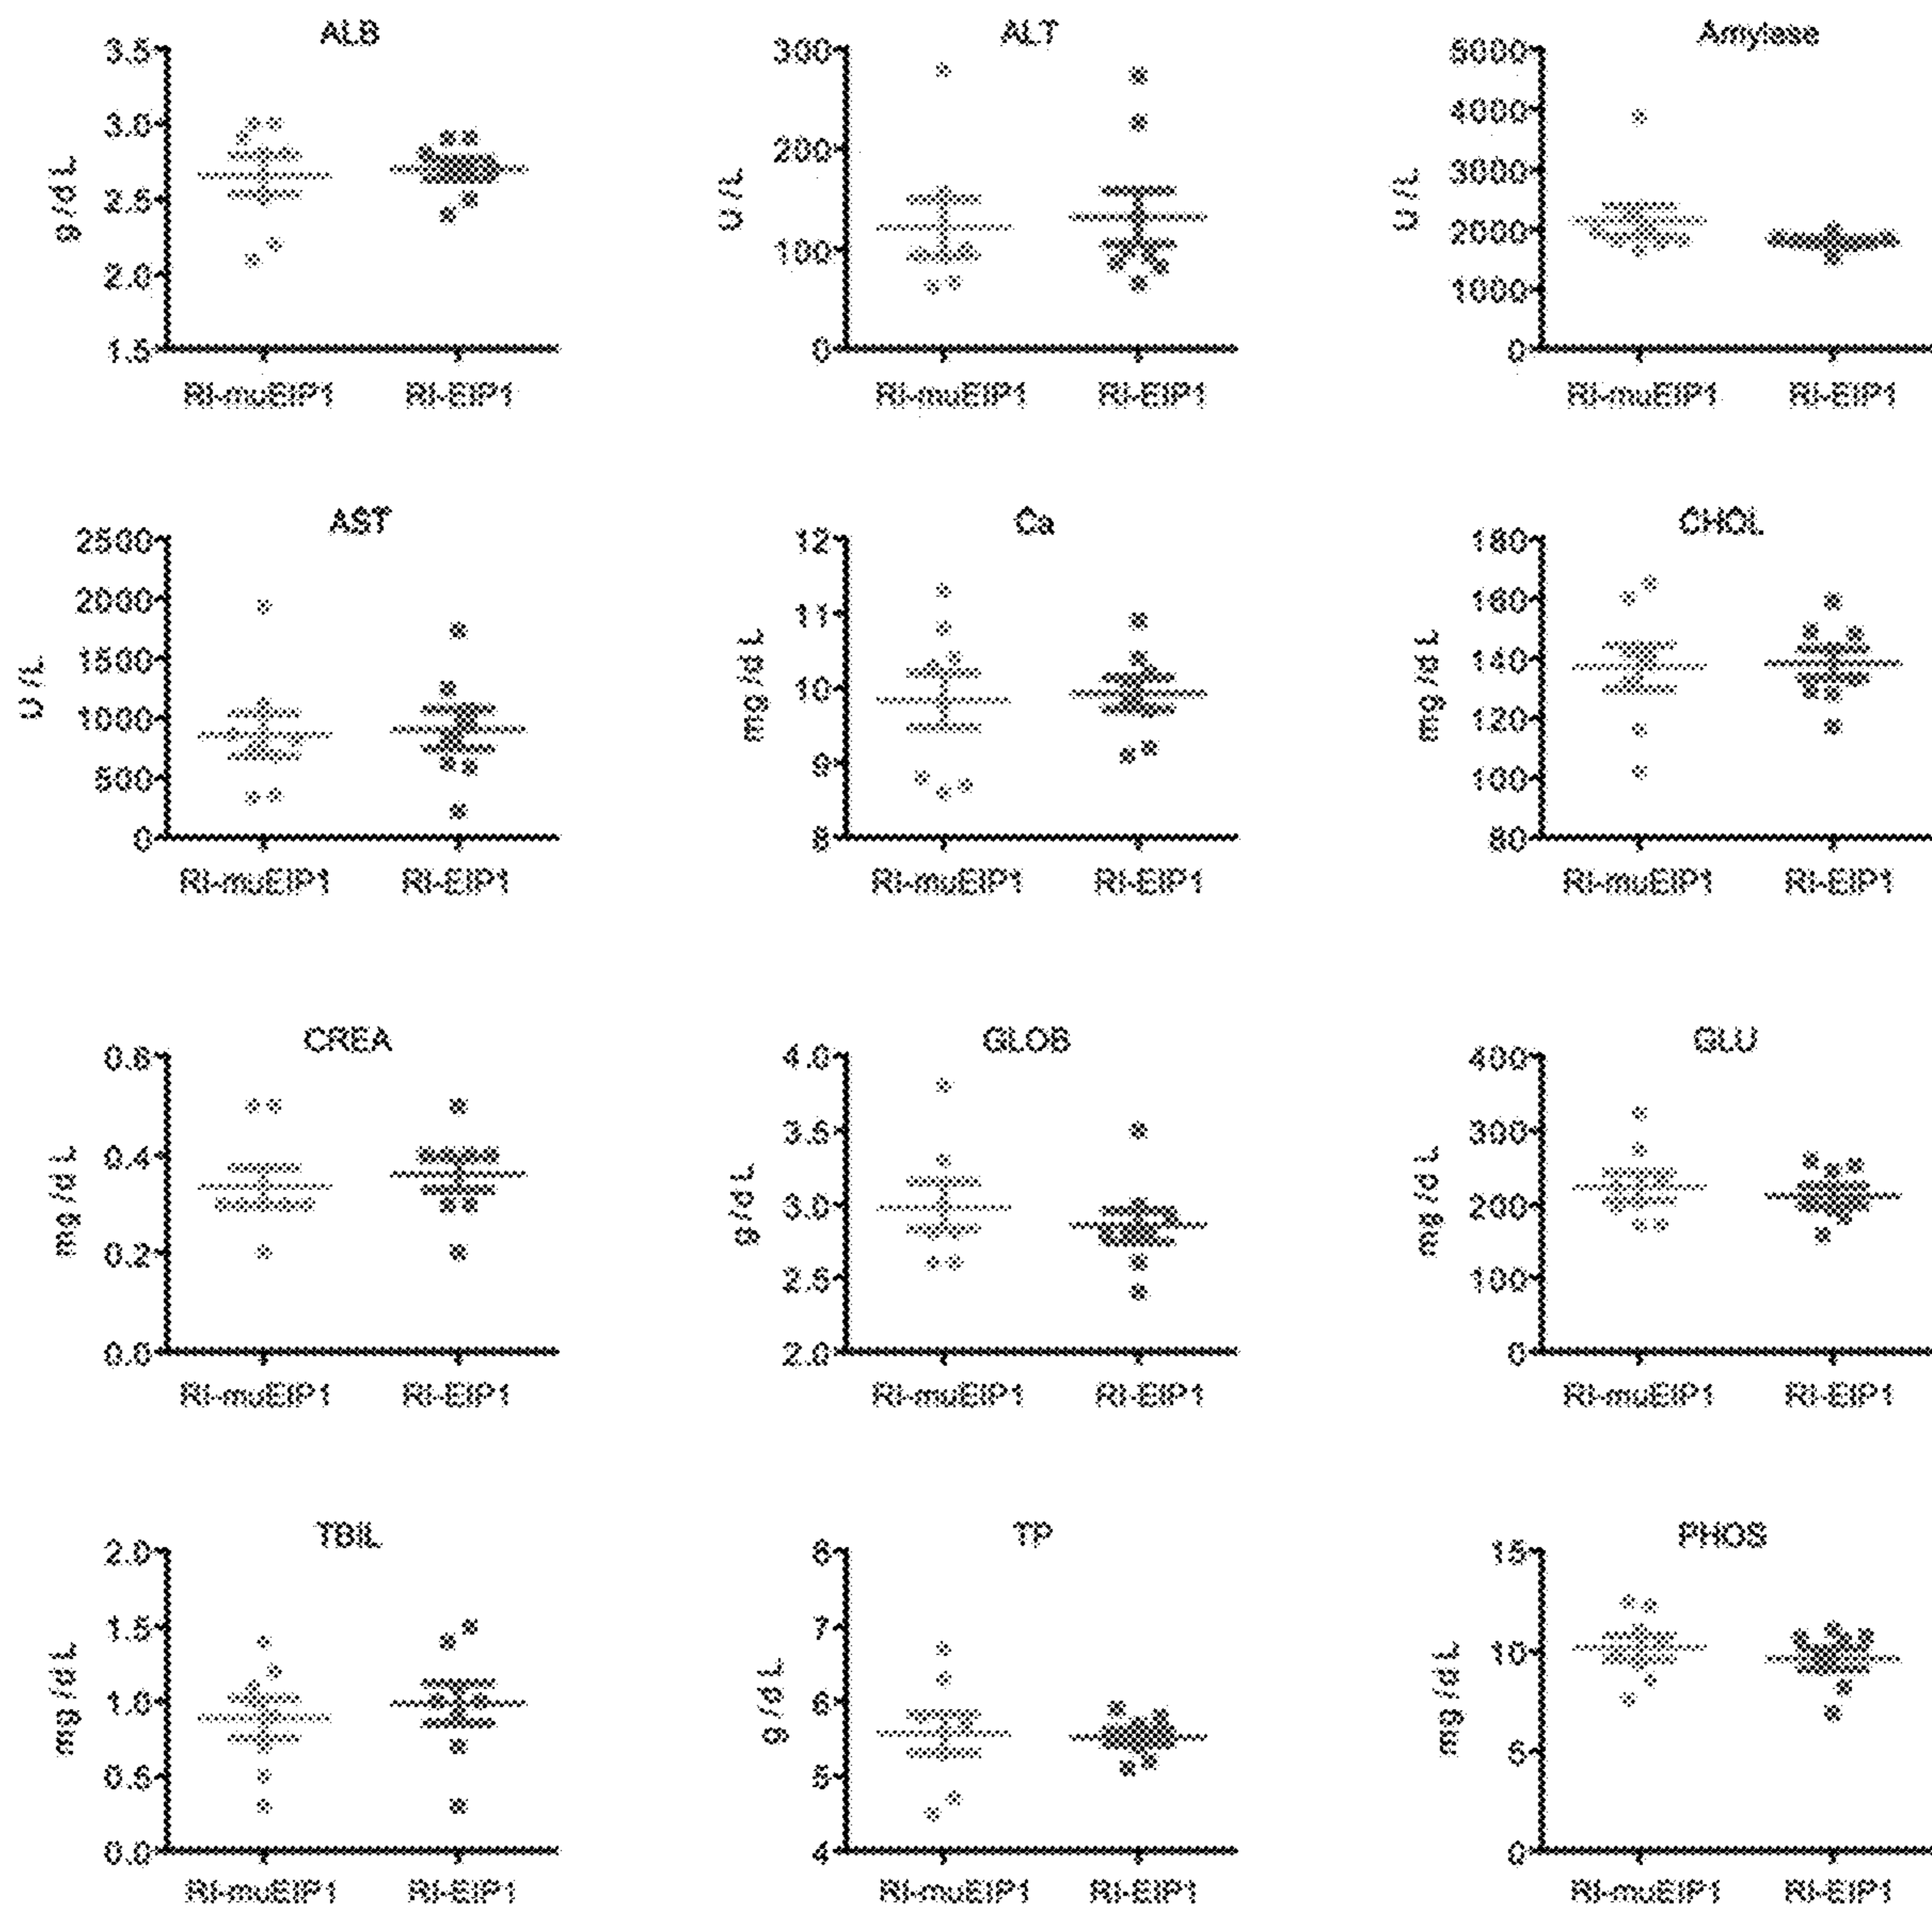 ALB
3.5
3.0
2.5
2.0
1.5
g/dL
RI-muEIP1 RI-EIP1
ALT
300
200
100
0
U/L
RI-muEIP1 RI-EIP1
Amylase
5000
4000
3000
2000
1000
0
U/L
RI-muEIP1 RI-EIP1
AST
2500
2000
1500
1000
500
0
U/L
RI-muEIP1 RI-EIP1
Ca
12
11
10
9
8
mg/dL
RI-muEIP1 RI-EIP1
CHOL
180
160
140
120
100
80
mg/dL
RI-muEIP1 RI-EIP1
CREA
0.6
0.4
0.2
0.0
mg/dL
RI-muEIP1 RI-EIP1
GLOB
4.0
3.5
3.0
2.5
2.0
g/dL
RI-muEIP1 RI-EIP1
GLU
400
300
200
100
0
mg/dL
RI-muEIP1 RI-EIP1
TBIL
2.0
1.5
1.0
0.5
0.0
mg/dL
RI-muEIP1 RI-EIP1
TP
8
7
6
5
4
g/dL
RI-muEIP1 RI-EIP1
PHOS
15
10
5
0
mg/dL
RI-muEIP1 RI-EIP1